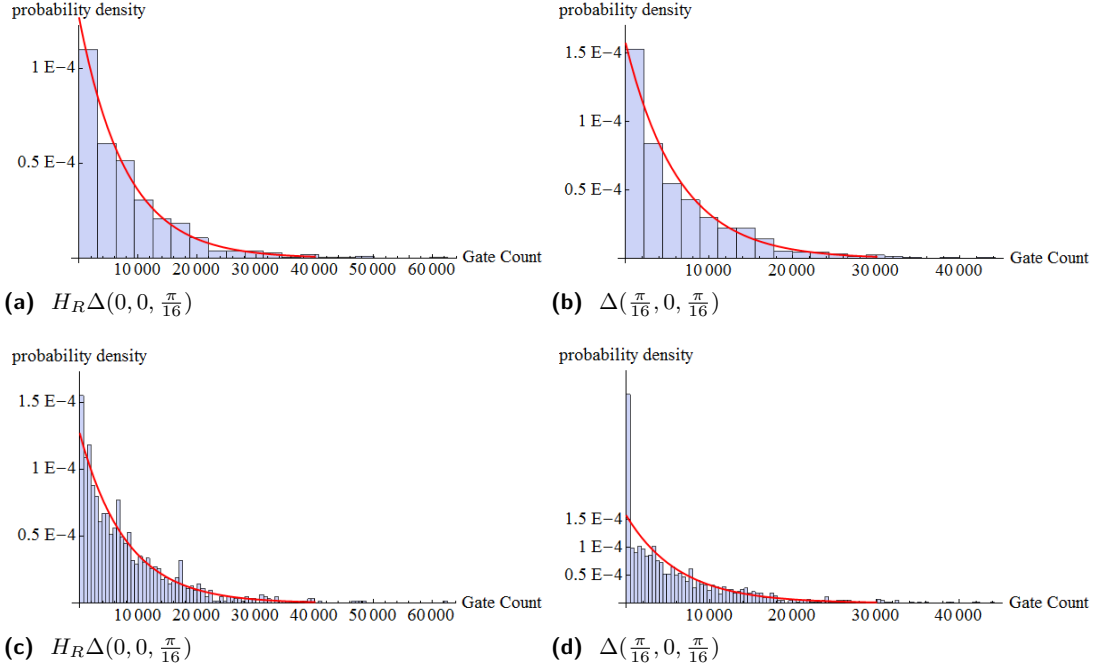 probability density
1 E−4
0.5 E−4
10 000 20 000 30 000 40 000 50 000 60 000
Gate Count
(a) H_R Δ(0, 0, π/16)
probability density
1.5 E−4
1 E−4
0.5 E−4
10 000 20 000 30 000 40 000
Gate Count
(b) Δ(π/16, 0, π/16)
probability density
1.5 E−4
1 E−4
0.5 E−4
10 000 20 000 30 000 40 000 50 000 60 000
Gate Count
(c) H_R Δ(0, 0, π/16)
probability density
1.5 E−4
1 E−4
0.5 E−4
10 000 20 000 30 000 40 000
Gate Count
(d) Δ(π/16, 0, π/16)